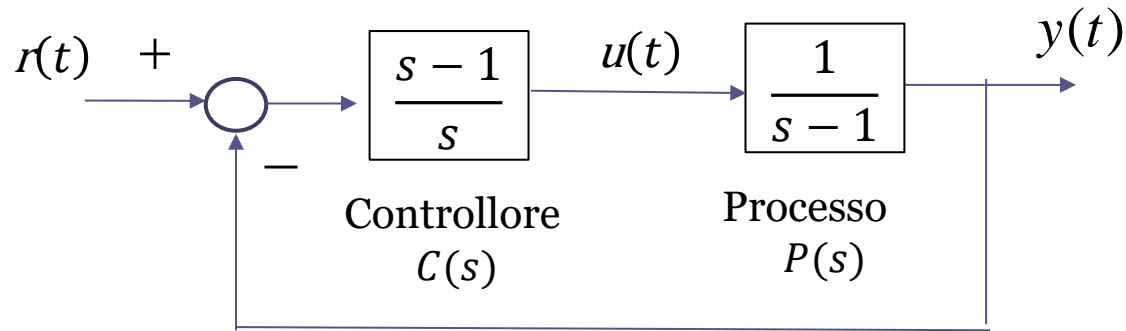 r(t) + s − 1 / s u(t) 1 / s − 1 y(t)
−
Controllore Processo
C(s) P(s)